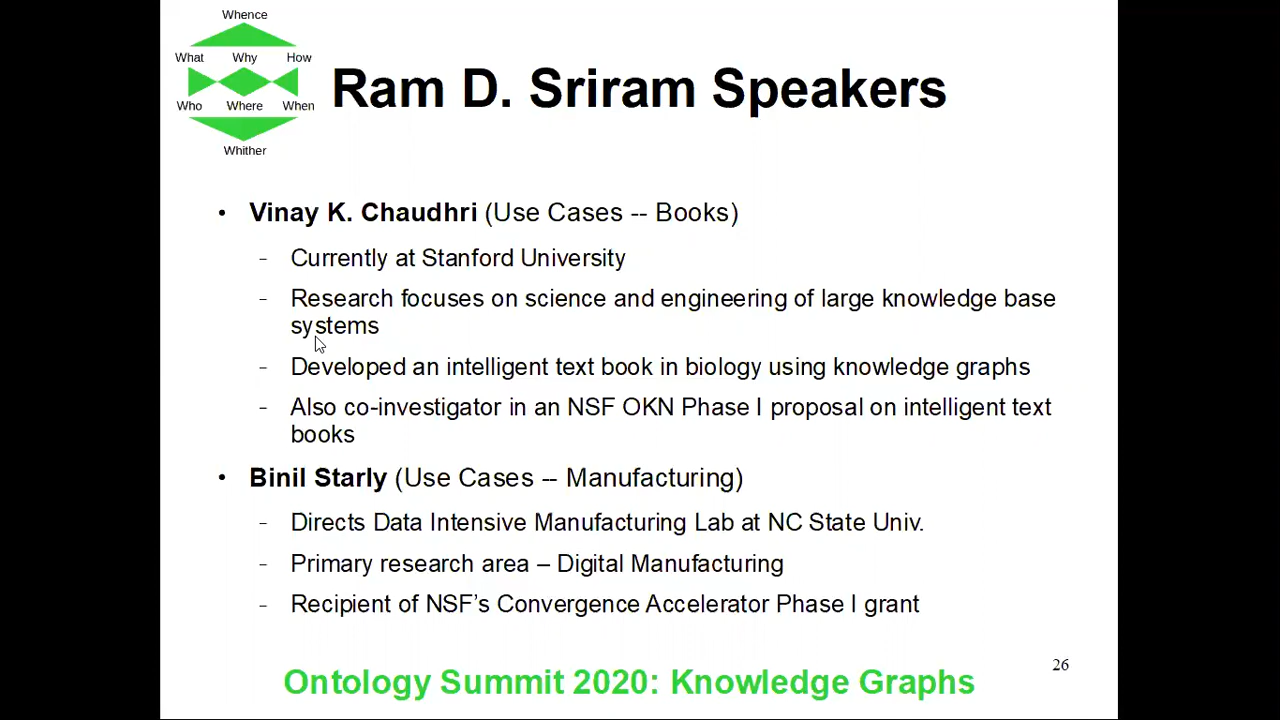 Whence
What Why How
Who Where When
Whither
Ram D. Sriram Speakers
• Vinay K. Chaudhri (Use Cases -- Books)
– Currently at Stanford University
– Research focuses on science and engineering of large knowledge base
systems
– Developed an intelligent text book in biology using knowledge graphs
– Also co-investigator in an NSF OKN Phase I proposal on intelligent text
books
• Binil Starly (Use Cases -- Manufacturing)
– Directs Data Intensive Manufacturing Lab at NC State Univ.
– Primary research area – Digital Manufacturing
– Recipient of NSF’s Convergence Accelerator Phase I grant
26
Ontology Summit 2020: Knowledge Graphs